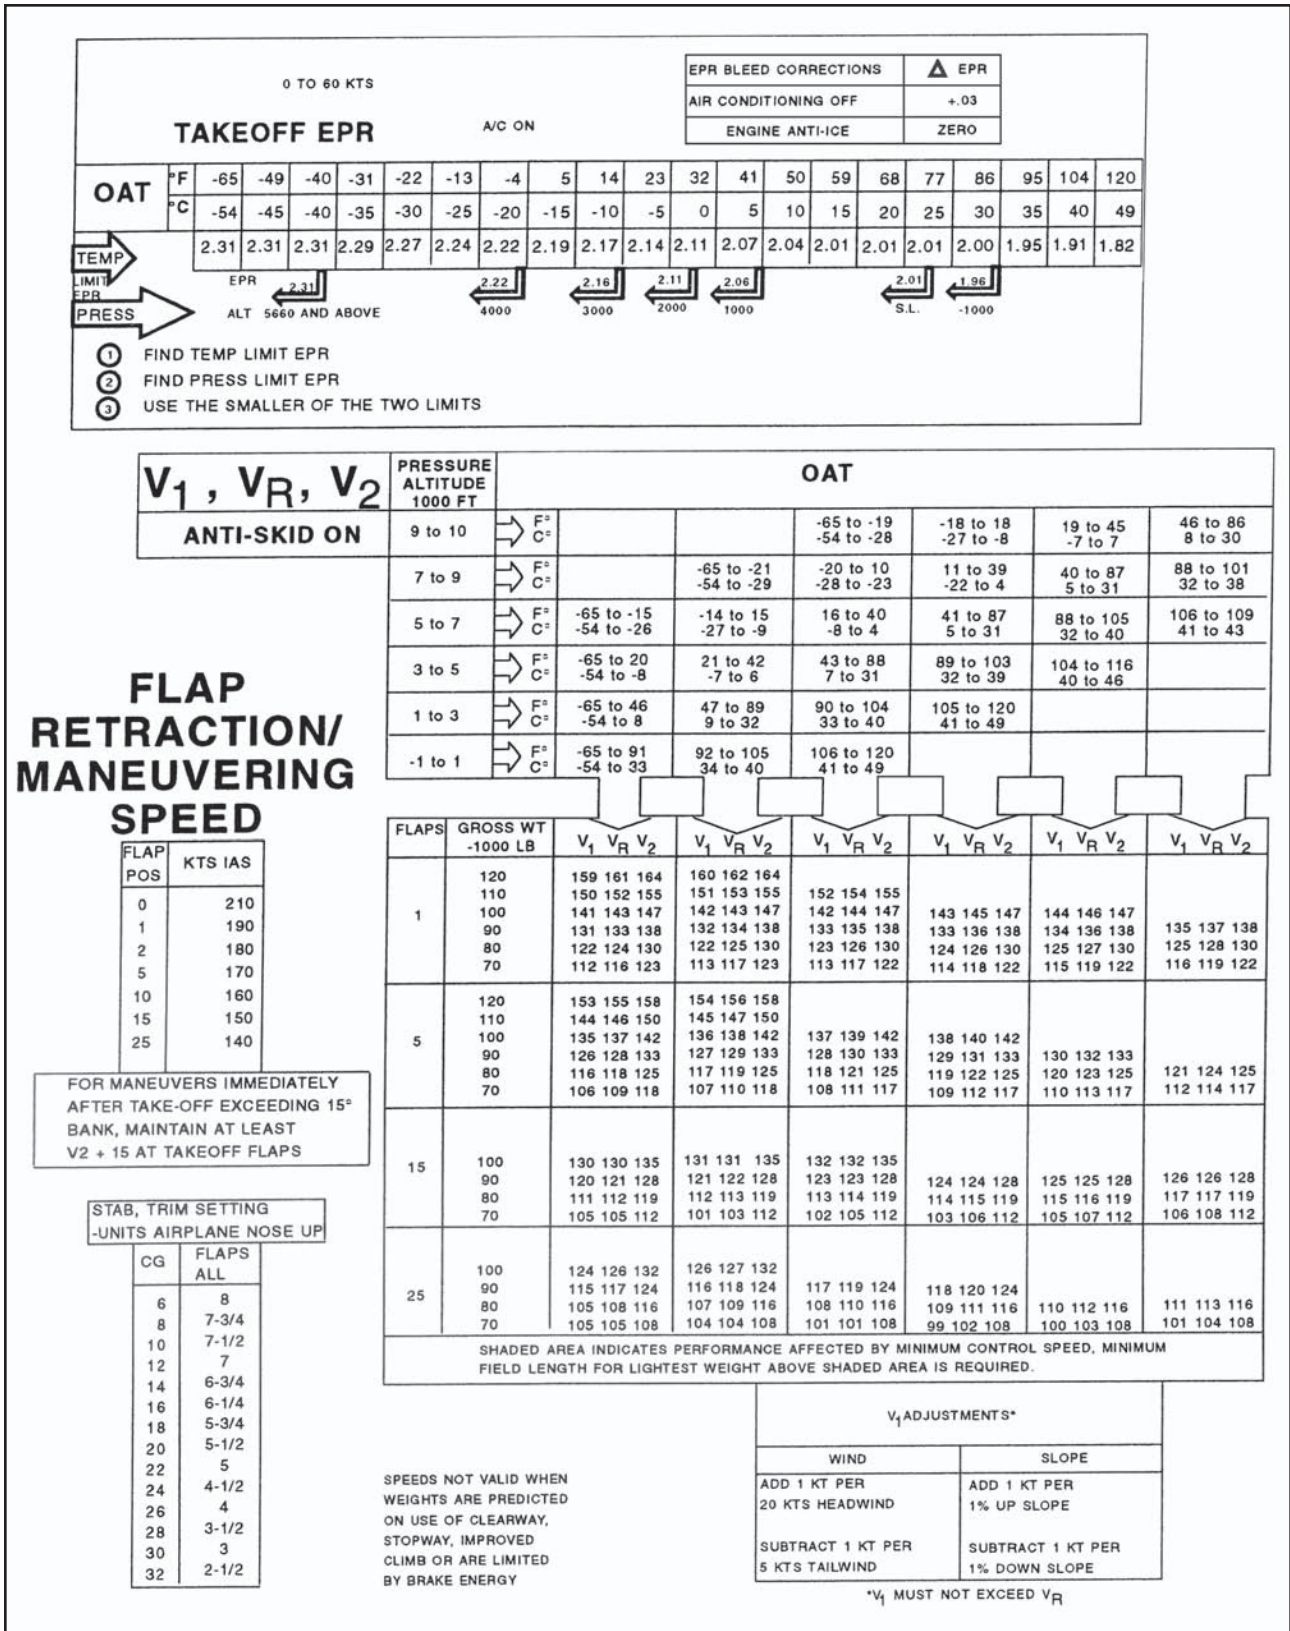 0 TO 60 KTS
TAKEOFF EPR
A/C ON
EPR BLEED CORRECTIONS △ EPR
AIR CONDITIONING OFF +.03
ENGINE ANTI-ICE ZERO
OAT °F -65 -49 -40 -31 -22 -13 -4 5 14 23 32 41 50 59 68 77 86 95 104 120
°C -54 -45 -40 -35 -30 -25 -20 -15 -10 -5 0 5 10 15 20 25 30 35 40 49
TEMP 2.31 2.31 2.31 2.29 2.27 2.24 2.22 2.19 2.17 2.14 2.11 2.07 2.04 2.01 2.01 2.01 2.00 1.95 1.91 1.82
LIMIT EPR
EPR 2.31 2.22 2.16 2.11 2.06 2.01 1.96
PRESS ALT 5660 AND ABOVE 4000 3000 2000 1000 S.L. -1000
1 FIND TEMP LIMIT EPR
2 FIND PRESS LIMIT EPR
3 USE THE SMALLER OF THE TWO LIMITS
V1 , VR, V2
ANTI-SKID ON
PRESSURE
ALTITUDE
1000 FT
OAT
9 to 10 F° -65 to -19 -18 to 18 19 to 45 46 to 86
C° -54 to -28 -27 to -8 -7 to 7 8 to 30
7 to 9 F° -65 to -21 -20 to 10 11 to 39 40 to 87 88 to 101
C° -54 to -29 -28 to -23 -22 to 4 5 to 31 32 to 38
5 to 7 F° -65 to -15 -14 to 15 16 to 40 41 to 87 88 to 105 106 to 109
C° -54 to -26 -27 to -9 -8 to 4 5 to 31 32 to 40 41 to 43
3 to 5 F° -65 to 20 21 to 42 43 to 88 89 to 103 104 to 116
C° -54 to -8 -7 to 6 7 to 31 32 to 39 40 to 46
1 to 3 F° -65 to 46 47 to 89 90 to 104 105 to 120
C° -54 to 8 9 to 32 33 to 40 41 to 49
-1 to 1 F° -65 to 91 92 to 105 106 to 120
C° -54 to 33 34 to 40 41 to 49
FLAPS GROSS WT
-1000 LB
V1 VR V2 V1 VR V2 V1 VR V2 V1 VR V2 V1 VR V2 V1 VR V2
120 159 161 164 160 162 164
110 150 152 155 151 153 155 152 154 155
1 100 141 143 147 142 143 147 142 144 147 143 145 147 144 146 147
90 131 133 138 132 134 138 133 135 138 133 136 138 134 136 138 135 137 138
80 122 124 130 122 125 130 123 126 130 124 126 130 125 127 130 125 128 130
70 112 116 123 113 117 123 113 117 122 114 118 122 115 119 122 116 119 122
120 153 155 158 154 156 158
110 144 146 150 145 147 150
5 100 135 137 142 136 138 142 137 139 142 138 140 142
90 126 128 133 127 129 133 128 130 133 129 131 133 130 132 133
80 116 118 125 117 119 125 118 121 125 119 122 125 120 123 125 121 124 125
70 106 109 118 107 110 118 108 111 117 109 112 117 110 113 117 112 114 117
15 100 130 130 135 131 131 135 132 132 135
90 120 121 128 121 122 128 123 123 128 124 124 128 125 125 128 126 126 128
80 111 112 119 112 113 119 113 114 119 114 115 119 115 116 119 117 117 119
70 105 105 112 101 103 112 102 105 112 103 106 112 105 107 112 106 108 112
100 124 126 132 126 127 132
25 90 115 117 124 116 118 124 117 119 124 118 120 124
80 105 108 116 107 109 116 108 110 116 109 111 116 110 112 116 111 113 116
70 105 105 108 104 104 108 101 101 108 99 102 108 100 103 108 101 104 108
SHADED AREA INDICATES PERFORMANCE AFFECTED BY MINIMUM CONTROL SPEED, MINIMUM
FIELD LENGTH FOR LIGHTEST WEIGHT ABOVE SHADED AREA IS REQUIRED.
FLAP
RETRACTION/
MANEUVERING
SPEED
FLAP
POS KTS IAS
0 210
1 190
2 180
5 170
10 160
15 150
25 140
FOR MANEUVERS IMMEDIATELY
AFTER TAKE-OFF EXCEEDING 15°
BANK, MAINTAIN AT LEAST
V2 + 15 AT TAKEOFF FLAPS
STAB, TRIM SETTING
-UNITS AIRPLANE NOSE UP
CG FLAPS
ALL
6 8
8 7-3/4
10 7-1/2
12 7
14 6-3/4
16 6-1/4
18 5-3/4
20 5-1/2
22 5
24 4-1/2
26 4
28 3-1/2
30 3
32 2-1/2
SPEEDS NOT VALID WHEN
WEIGHTS ARE PREDICTED
ON USE OF CLEARWAY,
STOPWAY, IMPROVED
CLIMB OR ARE LIMITED
BY BRAKE ENERGY
V1 ADJUSTMENTS*
WIND SLOPE
ADD 1 KT PER ADD 1 KT PER
20 KTS HEADWIND 1% UP SLOPE
SUBTRACT 1 KT PER SUBTRACT 1 KT PER
5 KTS TAILWIND 1% DOWN SLOPE
*V1 MUST NOT EXCEED VR